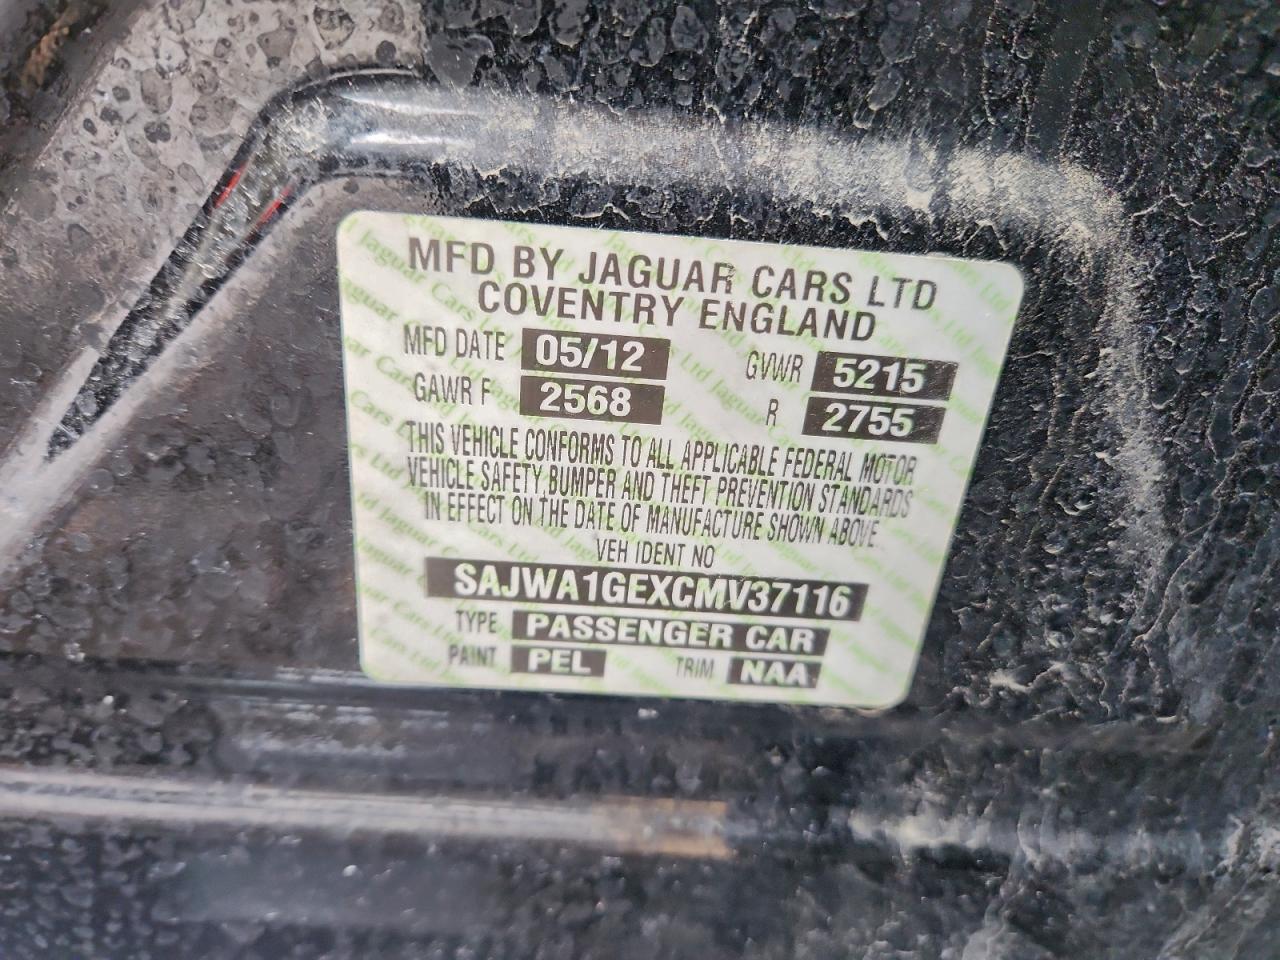 MFD BY JAGUAR CARS LTD
COVENTRY ENGLAND
MFD DATE 05/12 GVWR 5215
GAWR F 2568 R 2755
THIS VEHICLE CONFORMS TO ALL APPLICABLE FEDERAL MOTOR
VEHICLE SAFETY BUMPER AND THEFT PREVENTION STANDARDS
IN EFFECT ON THE DATE OF MANUFACTURE SHOWN ABOVE
VEH IDENT NO
SAJWA1GEXCMV37116
TYPE PASSENGER CAR
PAINT PEL TRIM NAA